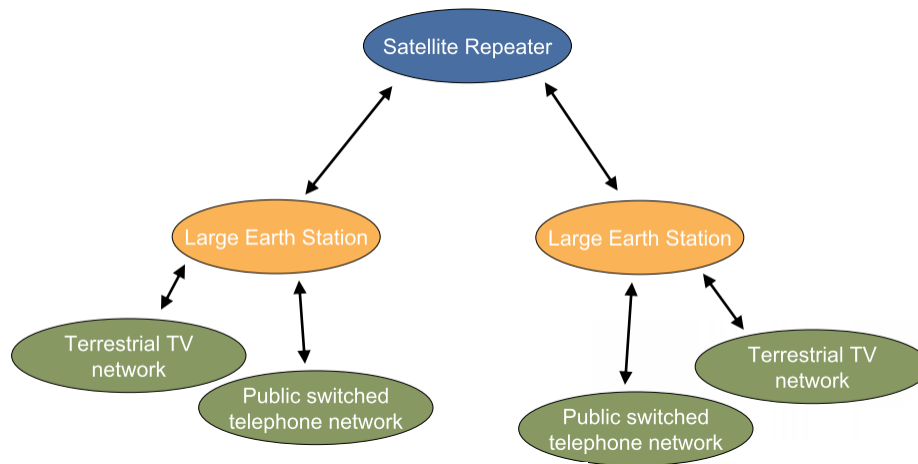 Satellite Repeater
Large Earth Station
Large Earth Station
Terrestrial TV
network
Public switched
telephone network
Terrestrial TV
network
Public switched
telephone network